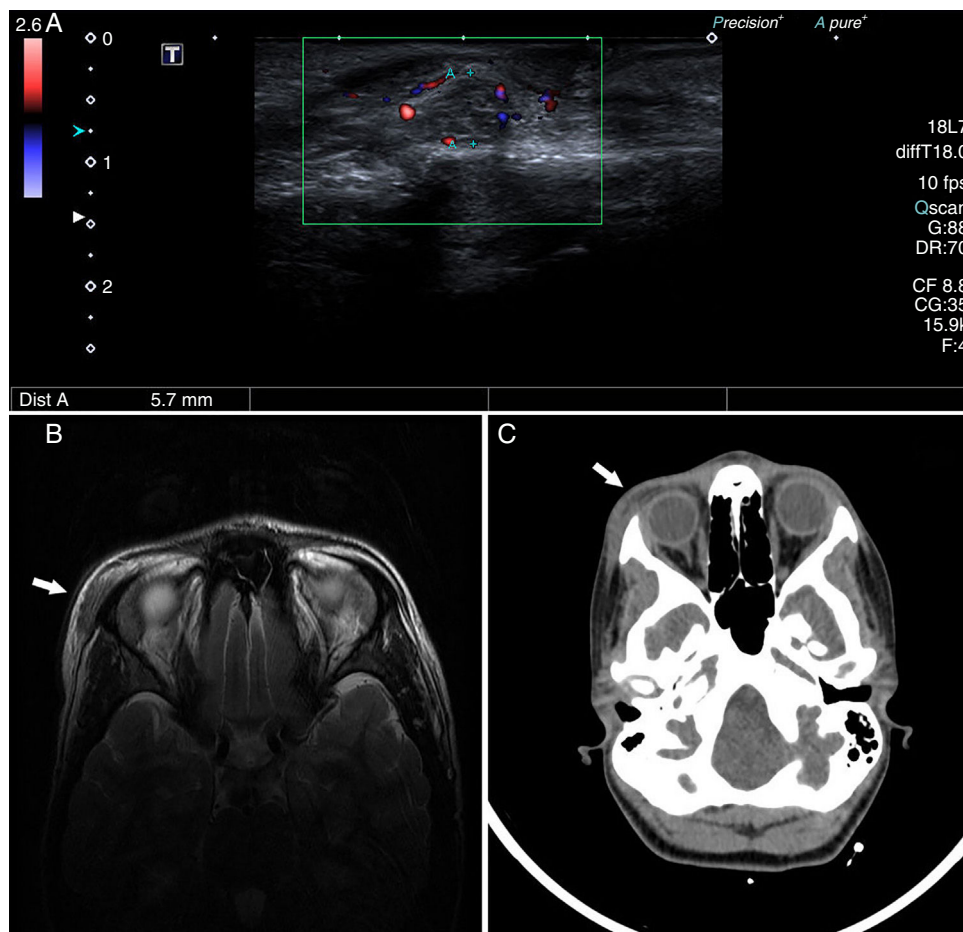 2.6 A
Precision+ A pure+
T
0
1
2
A
A
18L7
diffT18.0
10 fps
Qscan
G:88
DR:70
CF 8.8
CG:35
15.9k
F:4
Dist A 5.7 mm
B
C